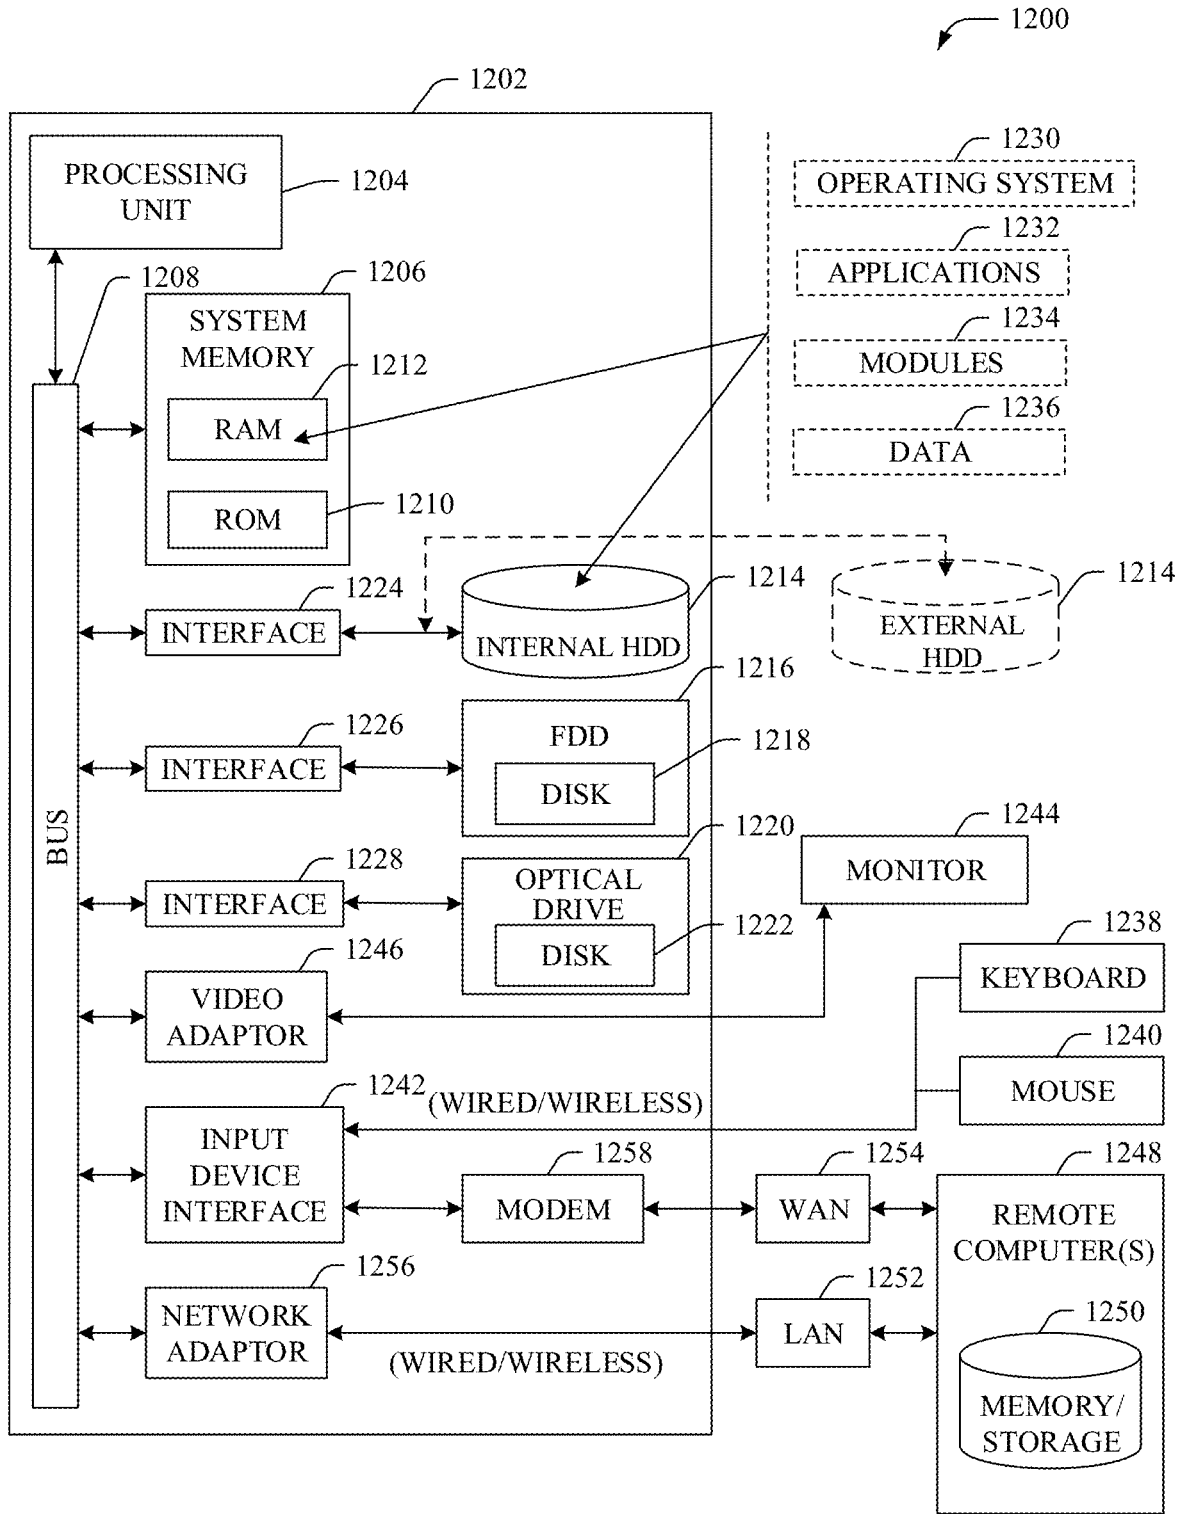 1200
1202
PROCESSING
UNIT
1204
1208
1206
SYSTEM
MEMORY
1212
RAM
1210
ROM
1230
OPERATING SYSTEM
1232
APPLICATIONS
1234
MODULES
1236
DATA
1224
INTERFACE
1214
INTERNAL HDD
1214
EXTERNAL
HDD
1226
INTERFACE
1216
FDD
1218
DISK
BUS
1228
INTERFACE
1220
OPTICAL
DRIVE
1222
DISK
1244
MONITOR
1246
VIDEO
ADAPTOR
1238
KEYBOARD
1240
MOUSE
1242
(WIRED/WIRELESS)
INPUT
DEVICE
INTERFACE
1258
MODEM
1254
WAN
1248
REMOTE
COMPUTER(S)
1256
NETWORK
ADAPTOR
(WIRED/WIRELESS)
1252
LAN
1250
MEMORY/
STORAGE